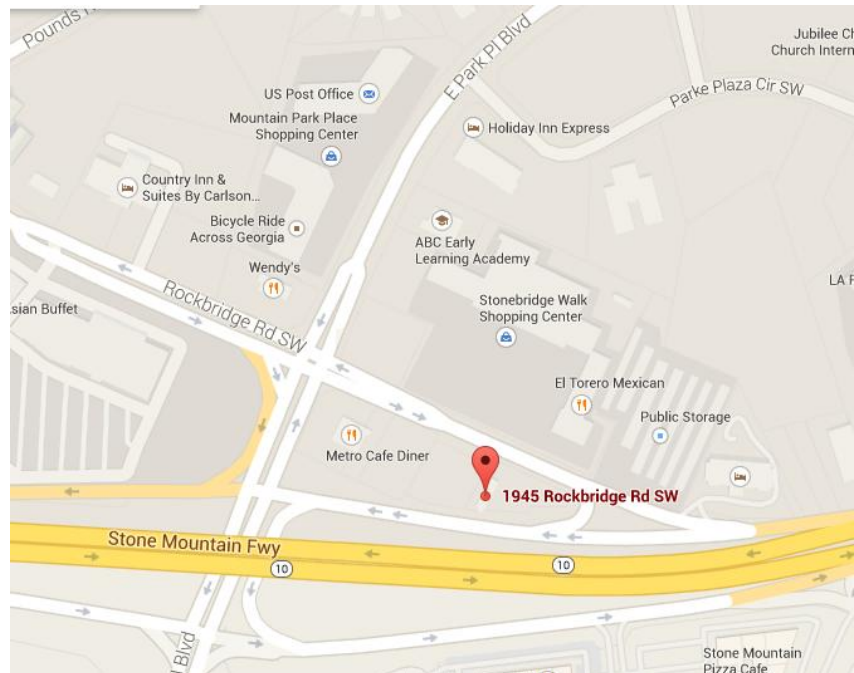 Pounds R
Jubilee Ch
Church Intern
E Park Pl Blvd
US Post Office
Parke Plaza Cir SW
Mountain Park Place
Shopping Center
Holiday Inn Express
Country Inn &
Suites By Carlson...
Bicycle Ride
Across Georgia
ABC Early
Learning Academy
Wendy's
LA F
Rockbridge Rd SW
sian Buffet
Stonebridge Walk
Shopping Center
El Torero Mexican
Public Storage
Metro Cafe Diner
1945 Rockbridge Rd SW
Stone Mountain Fwy
10
10
l Blvd
Stone Mountain
Pizza Cafe